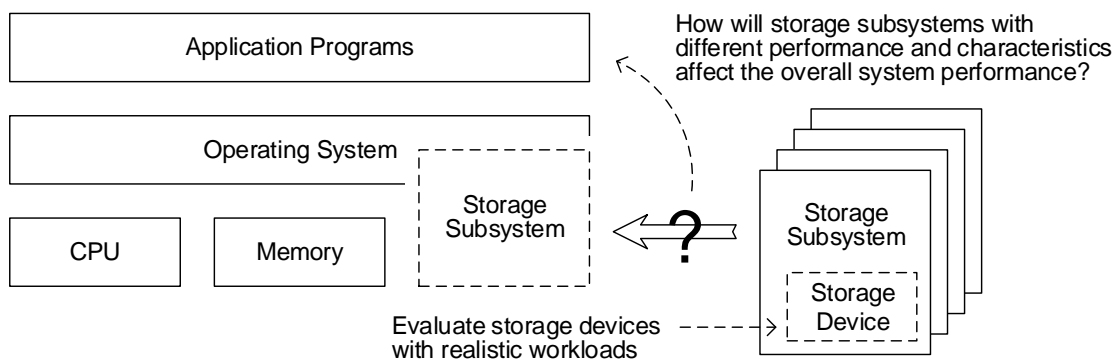 Application Programs
How will storage subsystems with
different performance and characteristics
affect the overall system performance?
Operating System
Storage
Subsystem
CPU
Memory
?
Storage
Subsystem
Storage
Device
Evaluate storage devices
with realistic workloads